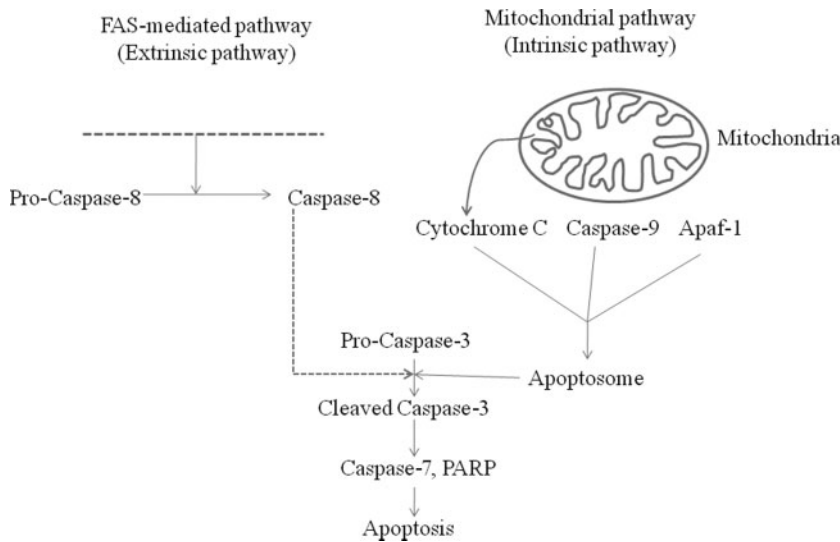 FAS-mediated pathway
(Extrinsic pathway)
Mitochondrial pathway
(Intrinsic pathway)
Mitochondria
Pro-Caspase-8
Caspase-8
Cytochrome C
Caspase-9
Apaf-1
Pro-Caspase-3
Apoptosome
Cleaved Caspase-3
Caspase-7, PARP
Apoptosis